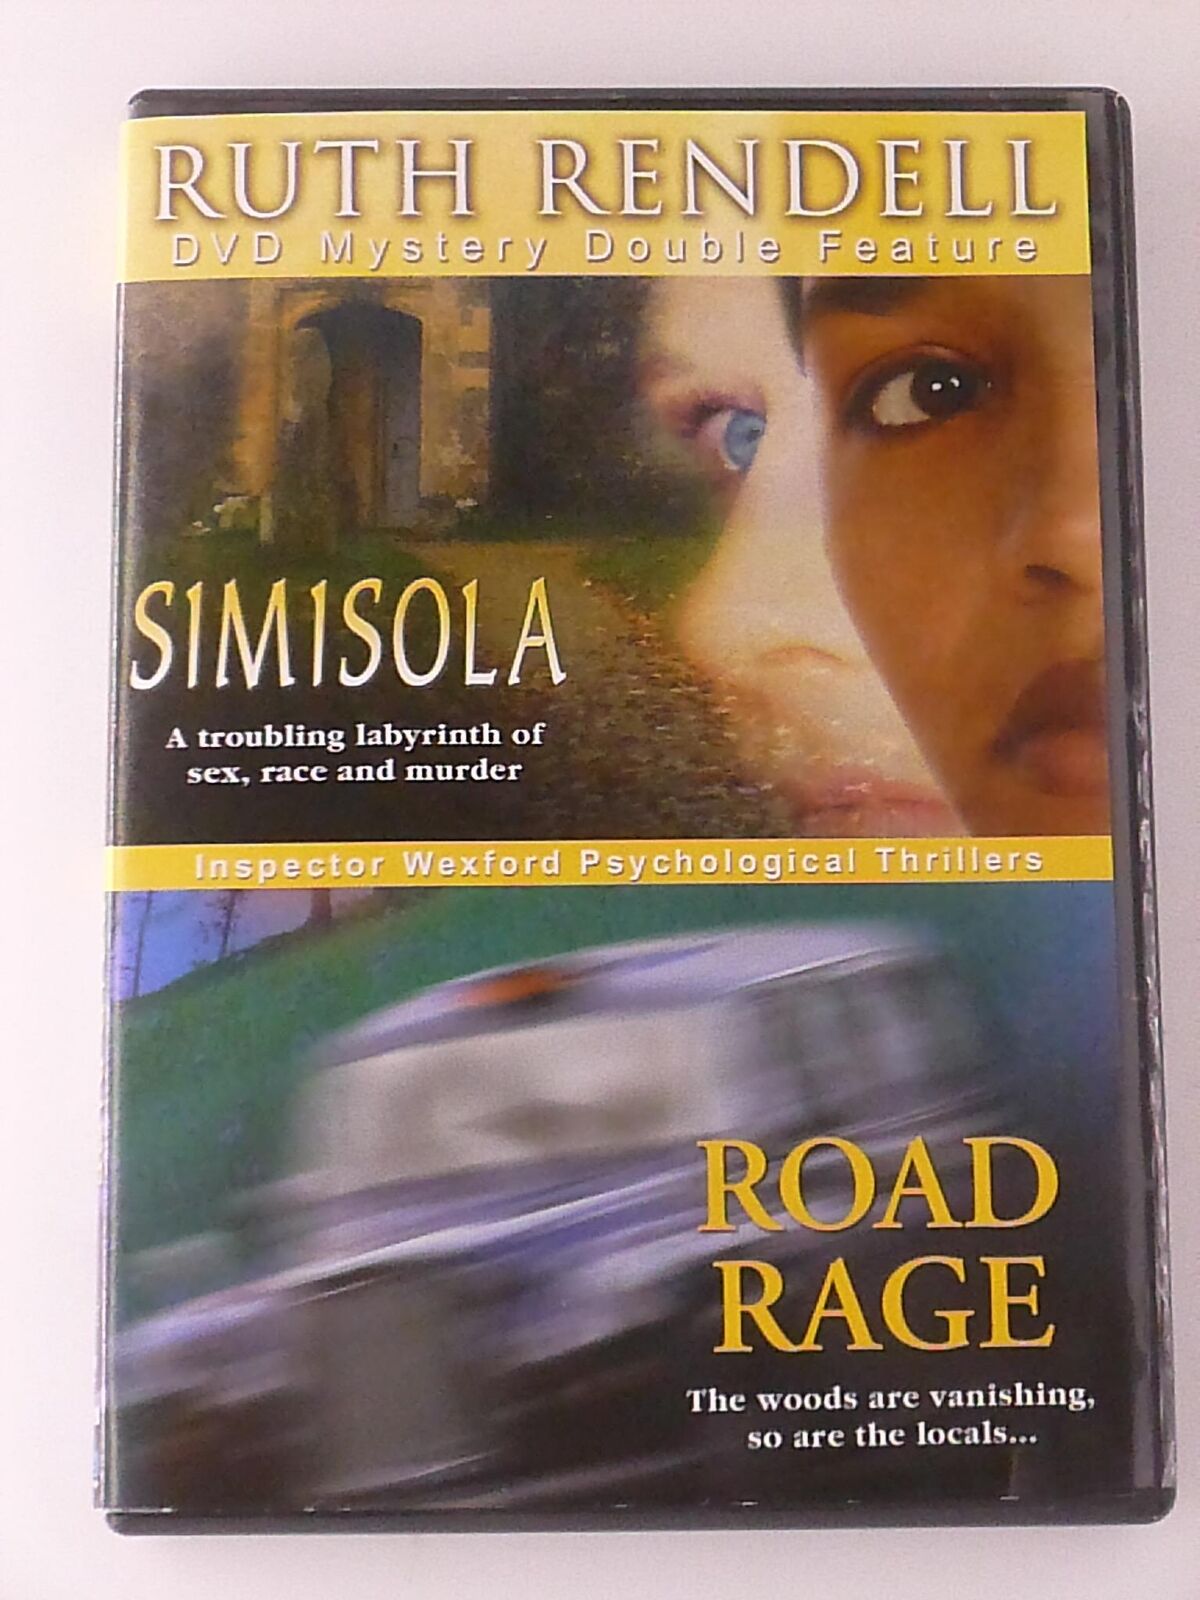 RUTH RENDELL
DVD Mystery Double Feature
SIMISOLA
A troubling labyrinth of
sex, race and murder
Inspector Wexford Psychological Thrillers
ROAD
RAGE
The woods are vanishing,
so are the locals...